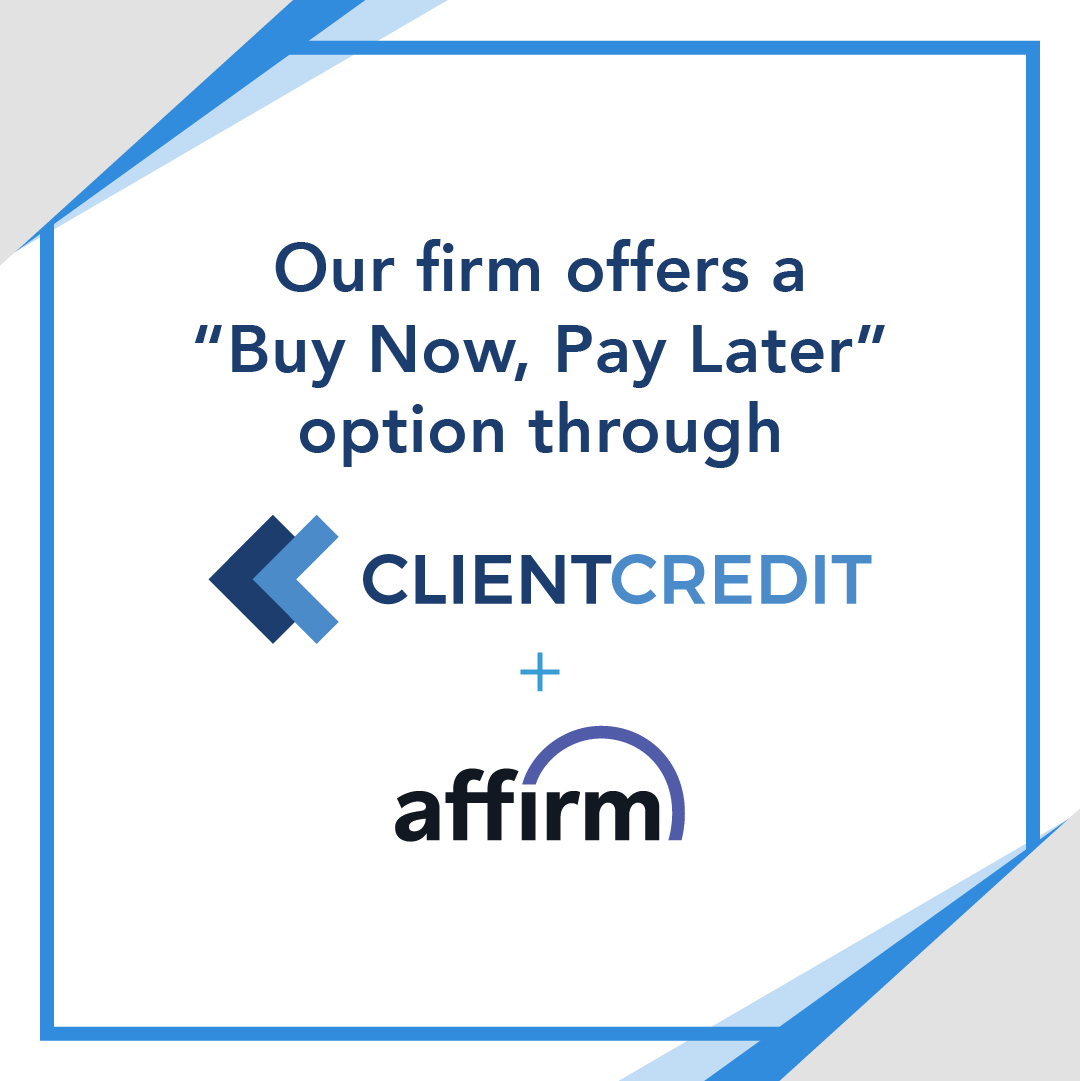 Our firm offers a
“Buy Now, Pay Later”
option through
CLIENTCREDIT
+
affirm